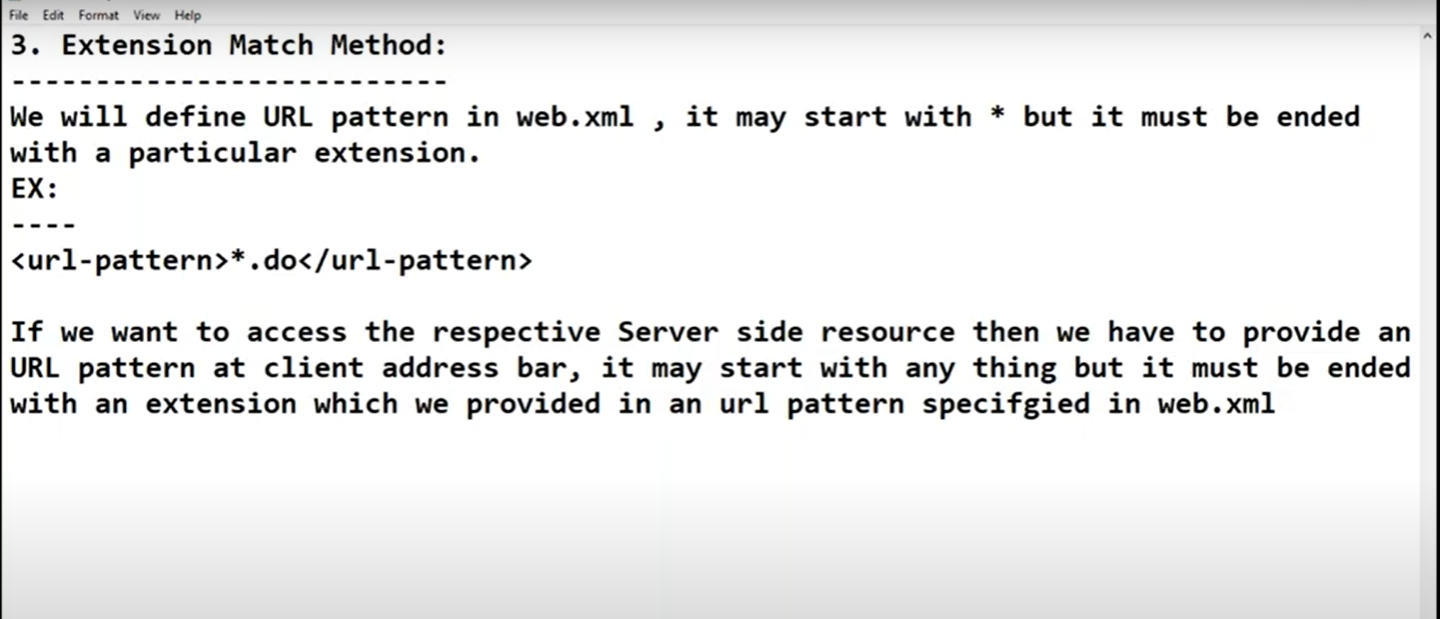 File Edit Format View Help
3. Extension Match Method:
--------------------------
We will define URL pattern in web.xml , it may start with * but it must be ended
with a particular extension.
EX:
----
<url-pattern>*.do</url-pattern>
If we want to access the respective Server side resource then we have to provide an
URL pattern at client address bar, it may start with any thing but it must be ended
with an extension which we provided in an url pattern specifgied in web.xml